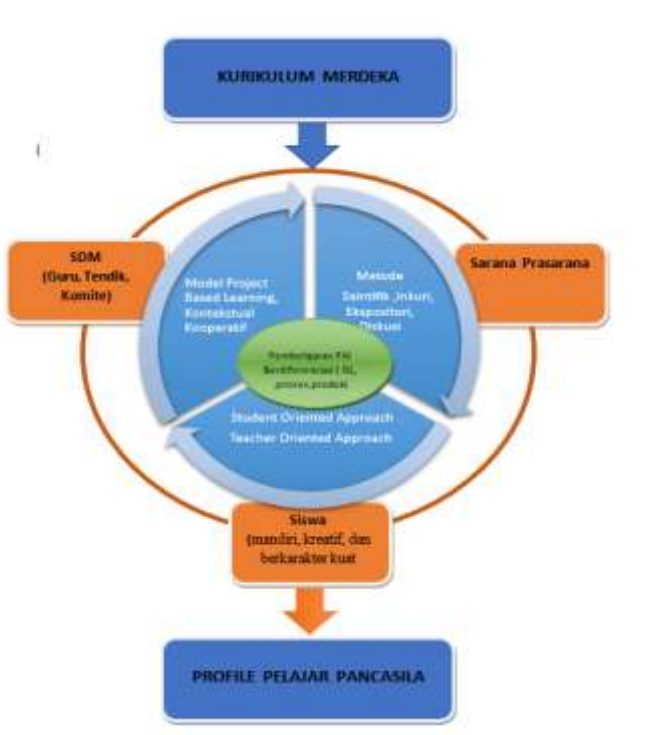 KURIKULUM MERDEKA
SDM
(Guru, Tendik,
Komite)
Sarana Prasarana
Model Project
Based Learning,
Kontekstual
Kooperatif
Metode
Saintifik ,Inkuri,
Ekspositori,
Diskusi
Pembelajaran PAI
Berdiferensiasi (
proses,produk)
Student Oriented Approach
Teacher Oriented Approach
Siswa
(mandiri, kreatif, dan
berkarakter kuat
PROFILE PELAJAR PANCASILA